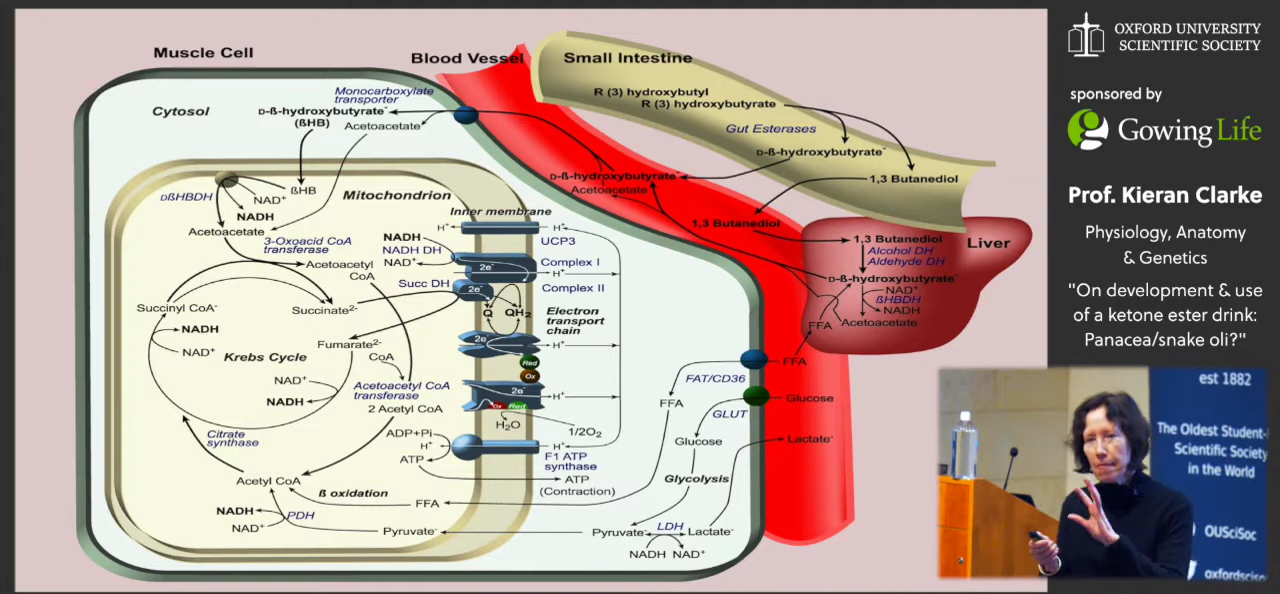 Muscle Cell
Blood Vessel
Small Intestine
Cytosol
Monocarboxylate
transporter
D-ß-hydroxybutyrate⁻
(ßHB)
Acetoacetate
R (3) hydroxybutyl
R (3) hydroxybutyrate
Gut Esterases
D-ß-hydroxybutyrate⁻
1,3 Butanediol
D-ß-hydroxybutyrate
Acetoacetate
1,3 Butanediol
Liver
1,3 Butanediol
Alcohol DH
Aldehyde DH
D-ß-hydroxybutyrate⁻
NAD⁺
ßHBDH
NADH
Acetoacetate
FFA
FFA
Glucose
Lactate⁻
FAT/CD36
GLUT
FFA
Glucose
Glycolysis
Pyruvate⁻
LDH
Lactate⁻
NADH
NAD⁺
Mitochondrion
DßHBDH
ßHB
NAD⁺
NADH
Acetoacetate
3-Oxoacid CoA
transferase
Acetoacetyl
CoA
Succinyl CoA⁻
Succinate²⁻
NADH
NAD⁺
Krebs Cycle
Fumarate²⁻
CoA
NAD⁺
NADH
Acetoacetyl CoA
transferase
2 Acetyl CoA
Citrate
synthase
Acetyl CoA
ß oxidation
FFA
NADH
NAD⁺
PDH
Pyruvate⁻
Inner membrane
H⁺
H⁺
UCP3
NADH
NADH DH
NAD⁺
2e⁻
Complex I
H⁺
Succ DH
2e⁻
Complex II
Q
QH₂
Electron
transport
chain
2e⁻
H⁺
Red
Ox
2e⁻
H⁺
Ox
Red
H₂O
1/2O₂
ADP+Pi
H⁺
H⁺
ATP
F1 ATP
synthase
ATP
(Contraction)
OXFORD UNIVERSITY
SCIENTIFIC SOCIETY
sponsored by
Gowing Life
Prof. Kieran Clarke
Physiology, Anatomy
& Genetics
"On development & use
of a ketone ester drink:
Panacea/snake oli?"
est 1882
The Oldest Student-
Scientific Society
in the World
OUSciSoc
oxfordscisoc